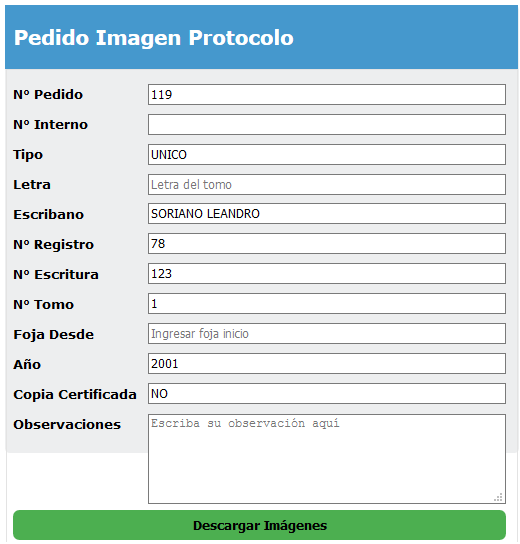 Pedido Imagen Protocolo
Nº Pedido 119
Nº Interno
Tipo UNICO
Letra Letra del tomo
Escribano SORIANO LEANDRO
Nº Registro 78
Nº Escritura 123
Nº Tomo 1
Foja Desde Ingresar foja inicio
Año 2001
Copia Certificada NO
Observaciones Escriba su observación aquí
Descargar Imágenes